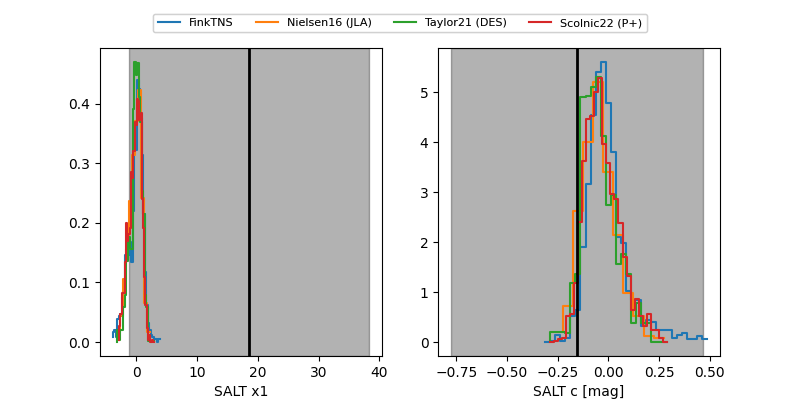 FinkTNS Nielsen16 (JLA) Taylor21 (DES) Scolnic22 (P+)
0.4
0.3
0.2
0.1
0.0
0 10 20 30 40
SALT x1
5
4
3
2
1
0
−0.75 −0.50 −0.25 0.00 0.25 0.50
SALT c [mag]